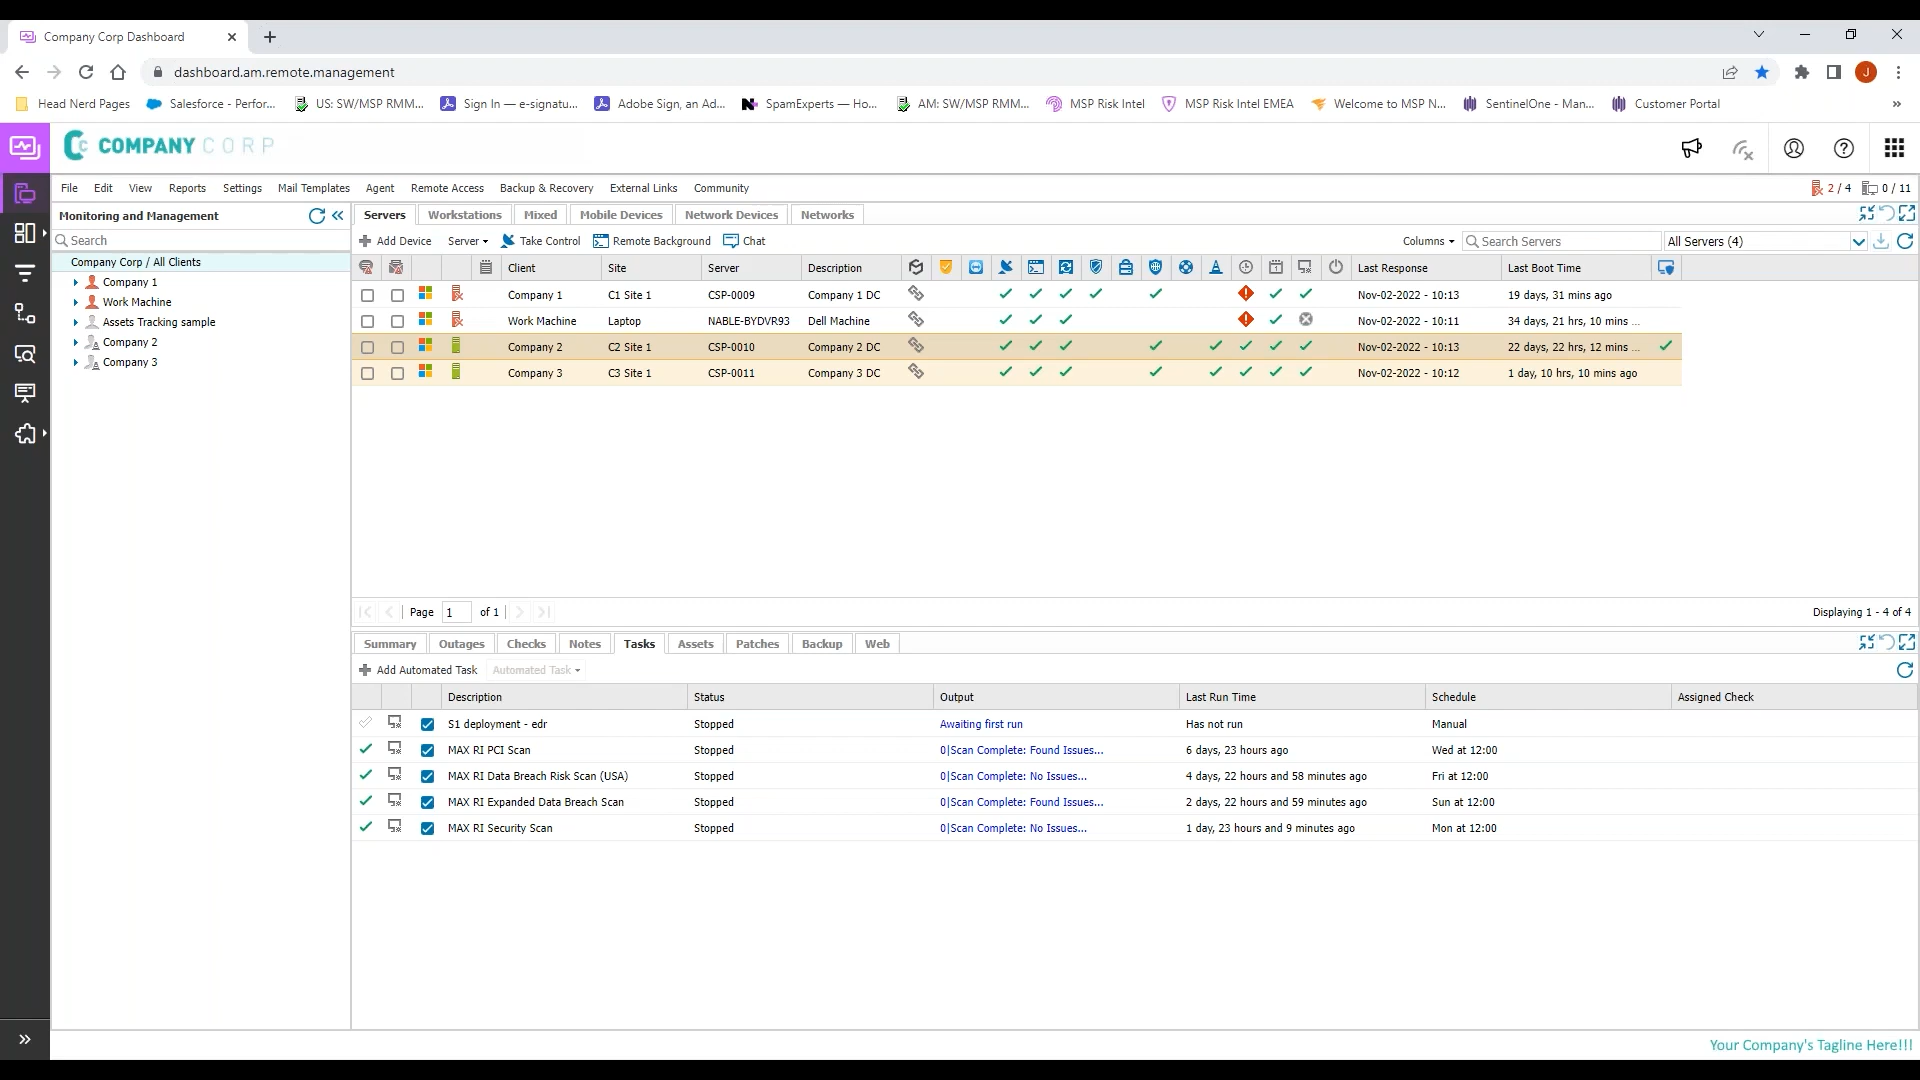 Company Corp Dashboard
dashboard.am.remote.management
J
Head Nerd Pages Salesforce - Perfor... US: SW/MSP RMM... Sign In — e-signatu... Adobe Sign, an Ad... SpamExperts — Ho... AM: SW/MSP RMM... MSP Risk Intel MSP Risk Intel EMEA Welcome to MSP N... SentinelOne - Man... Customer Portal »
COMPANY CORP
File Edit View Reports Settings Mail Templates Agent Remote Access Backup & Recovery External Links Community 2 / 4 0 / 11
Monitoring and Management
Search
Company Corp / All Clients
Company 1
Work Machine
Assets Tracking sample
Company 2
Company 3
Servers Workstations Mixed Mobile Devices Network Devices Networks
Add Device Server Take Control Remote Background Chat Columns Search Servers All Servers (4)
Client Site Server Description Last Response Last Boot Time
Company 1 C1 Site 1 CSP-0009 Company 1 DC Nov-02-2022 - 10:13 19 days, 31 mins ago
Work Machine Laptop NABLE-BYDVR93 Dell Machine Nov-02-2022 - 10:11 34 days, 21 hrs, 10 mins ...
Company 2 C2 Site 1 CSP-0010 Company 2 DC Nov-02-2022 - 10:13 22 days, 22 hrs, 12 mins ...
Company 3 C3 Site 1 CSP-0011 Company 3 DC Nov-02-2022 - 10:12 1 day, 10 hrs, 10 mins ago
Page 1 of 1 Displaying 1 - 4 of 4
Summary Outages Checks Notes Tasks Assets Patches Backup Web
Add Automated Task Automated Task
Description Status Output Last Run Time Schedule Assigned Check
S1 deployment - edr Stopped Awaiting first run Has not run Manual
MAX RI PCI Scan Stopped 0|Scan Complete: Found Issues... 6 days, 23 hours ago Wed at 12:00
MAX RI Data Breach Risk Scan (USA) Stopped 0|Scan Complete: No Issues... 4 days, 22 hours and 58 minutes ago Fri at 12:00
MAX RI Expanded Data Breach Scan Stopped 0|Scan Complete: Found Issues... 2 days, 22 hours and 59 minutes ago Sun at 12:00
MAX RI Security Scan Stopped 0|Scan Complete: No Issues... 1 day, 23 hours and 9 minutes ago Mon at 12:00
Your Company's Tagline Here!!!